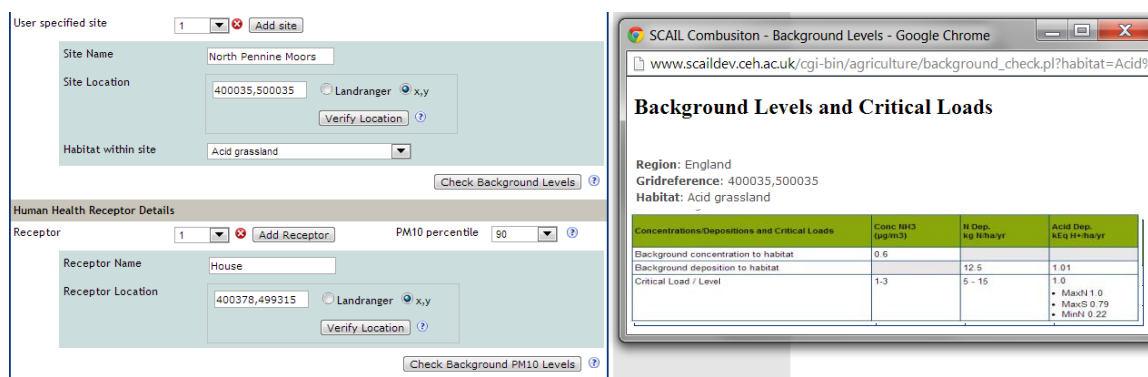 User specified site 1 Add site
Site Name North Pennine Moors
Site Location 400035,500035 Landranger x,y
Verify Location ?
Habitat within site Acid grassland
Check Background Levels ?
Human Health Receptor Details
Receptor 1 Add Receptor PM10 percentile 90 ?
Receptor Name House
Receptor Location 400378,499315 Landranger x,y
Verify Location ?
Check Background PM10 Levels ?
SCAIL Combusiton - Background Levels - Google Chrome
www.scaildev.ceh.ac.uk/cgi-bin/agriculture/background_check.pl?habitat=Acid%
Background Levels and Critical Loads
Region: England
Gridreference: 400035,500035
Habitat: Acid grassland
Concentrations/Depositions and Critical Loads Conc NH3 (µg/m3) N Dep. kg N/ha/yr Acid Dep. kEq H+/ha/yr
Background concentration to habitat 0.6
Background deposition to habitat 12.5 1.01
Critical Load / Level 1-3 5 - 15 1.0
• MaxN 1.0
• MaxS 0.79
• MinN 0.22